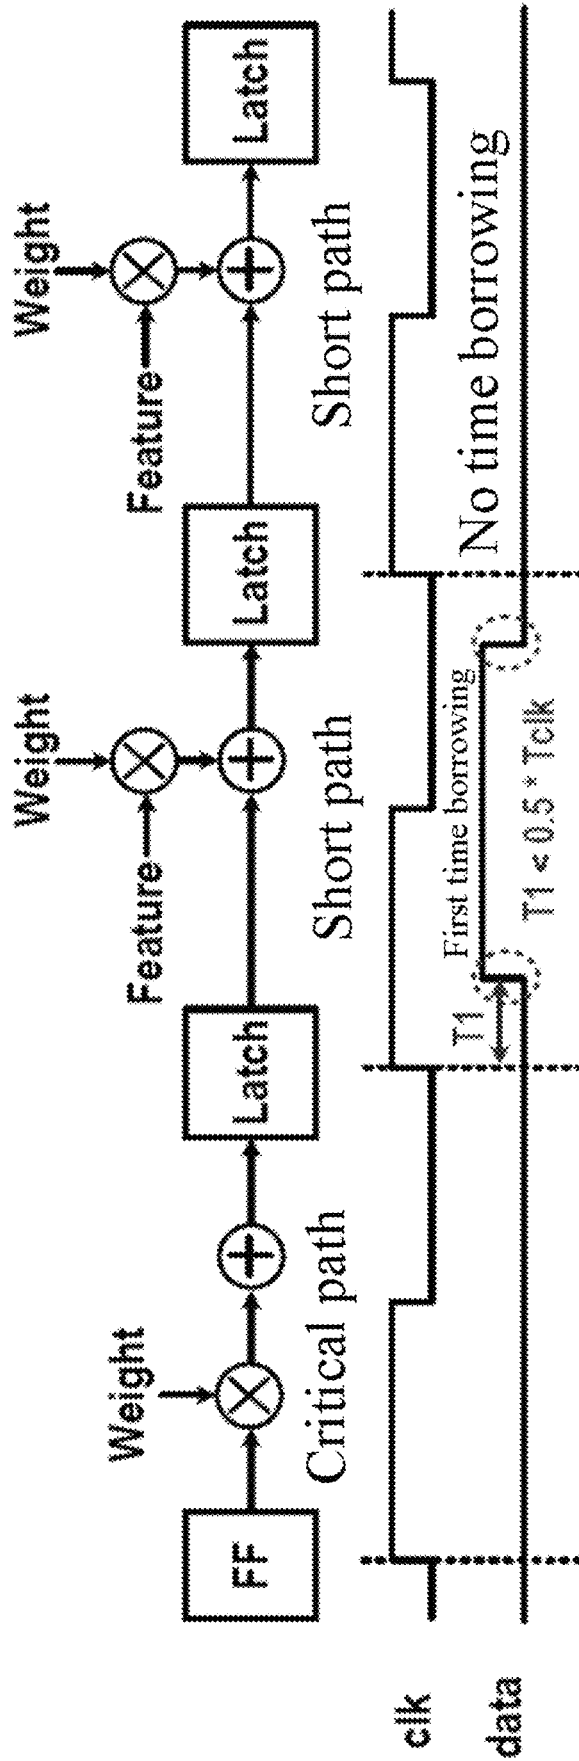 Weight
Weight
Weight
Feature
Feature
FF
Latch
Latch
Latch
Critical path
Short path
Short path
clk
data
T1
First time borrowing
No time borrowing
T1 < 0.5 * Tclk